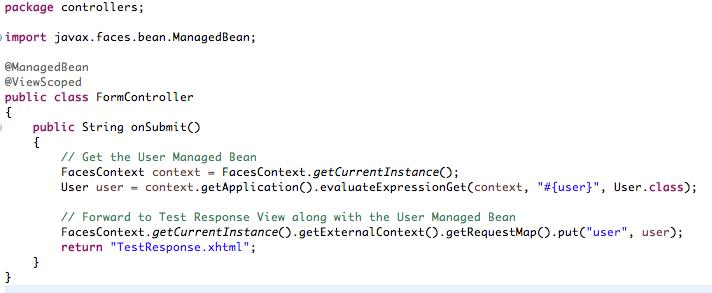 package controllers;
import javax.faces.bean.ManagedBean;
@ManagedBean
@ViewScoped
public class FormController
{
    public String onSubmit()
    {
        // Get the User Managed Bean
        FacesContext context = FacesContext.getCurrentInstance();
        User user = context.getApplication().evaluateExpressionGet(context, "#{user}", User.class);
        // Forward to Test Response View along with the User Managed Bean
        FacesContext.getCurrentInstance().getExternalContext().getRequestMap().put("user", user);
        return "TestResponse.xhtml";
    }
}